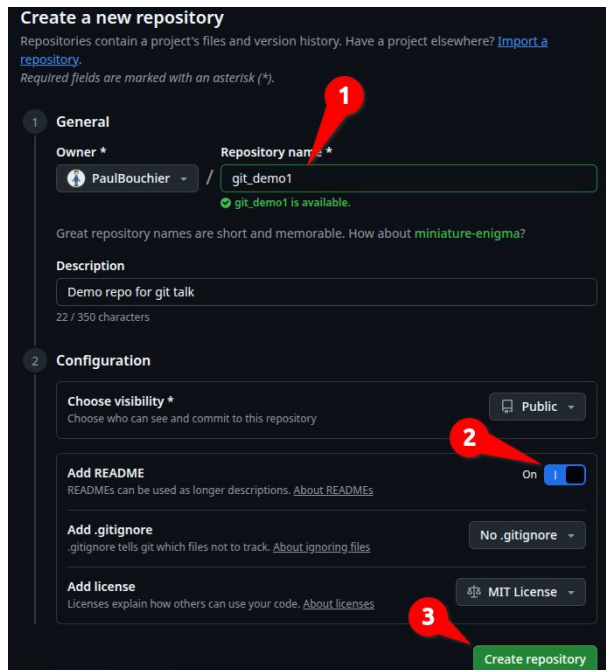 Create a new repository
Repositories contain a project's files and version history. Have a project elsewhere? Import a
repository.
Required fields are marked with an asterisk (*).
1
1 General
Owner * Repository name *
PaulBouchier / git_demo1
git_demo1 is available.
Great repository names are short and memorable. How about miniature-enigma?
Description
Demo repo for git talk
22 / 350 characters
2 Configuration
Choose visibility * Public
Choose who can see and commit to this repository
2
Add README On
READMEs can be used as longer descriptions. About READMEs
Add .gitignore No .gitignore
.gitignore tells git which files not to track. About ignoring files
Add license MIT License
Licenses explain how others can use your code. About licenses
3
Create repository